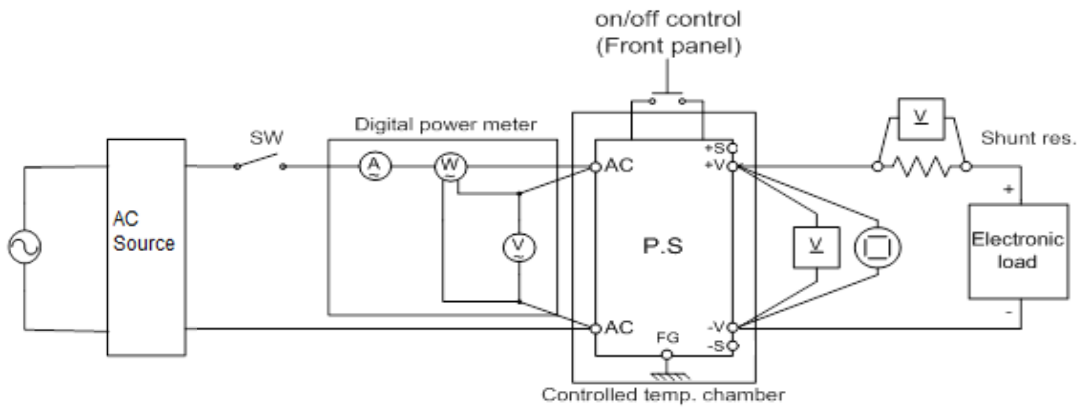 on/off control
(Front panel)
SW
Digital power meter
Shunt res.
V
A
W
AC
+S
+V
+
AC
Source
V
P.S
V
Electronic
load
AC
FG
-V
-S
-
Controlled temp. chamber